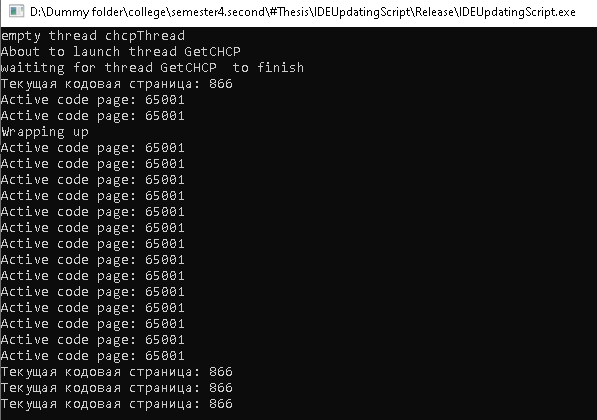 D:\Dummy folder\college\semester4.second\#Thesis\IDEUpdatingScript\Release\IDEUpdatingScript.exe
empty thread chcpThread
About to launch thread GetCHCP
waititng for thread GetCHCP  to finish
Текущая кодовая страница: 866
Active code page: 65001
Active code page: 65001
Wrapping up
Active code page: 65001
Active code page: 65001
Active code page: 65001
Active code page: 65001
Active code page: 65001
Active code page: 65001
Active code page: 65001
Active code page: 65001
Active code page: 65001
Active code page: 65001
Active code page: 65001
Active code page: 65001
Active code page: 65001
Active code page: 65001
Текущая кодовая страница: 866
Текущая кодовая страница: 866
Текущая кодовая страница: 866